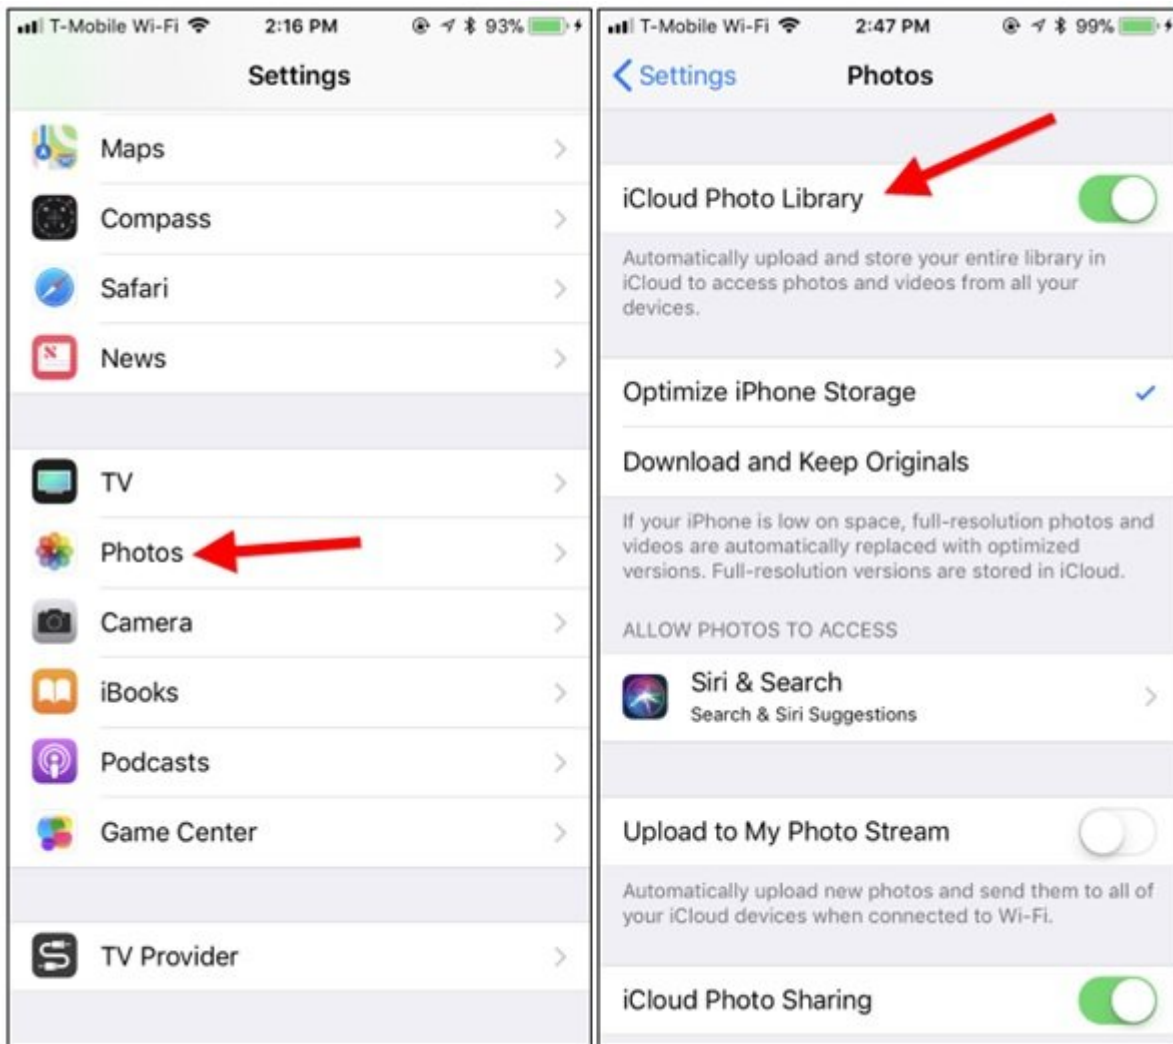 T-Mobile Wi-Fi 2:16 PM 93%
Settings
Maps
Compass
Safari
News
TV
Photos
Camera
iBooks
Podcasts
Game Center
TV Provider
T-Mobile Wi-Fi 2:47 PM 99%
Settings Photos
iCloud Photo Library
Automatically upload and store your entire library in
iCloud to access photos and videos from all your
devices.
Optimize iPhone Storage
Download and Keep Originals
If your iPhone is low on space, full-resolution photos and
videos are automatically replaced with optimized
versions. Full-resolution versions are stored in iCloud.
ALLOW PHOTOS TO ACCESS
Siri & Search
Search & Siri Suggestions
Upload to My Photo Stream
Automatically upload new photos and send them to all of
your iCloud devices when connected to Wi-Fi.
iCloud Photo Sharing